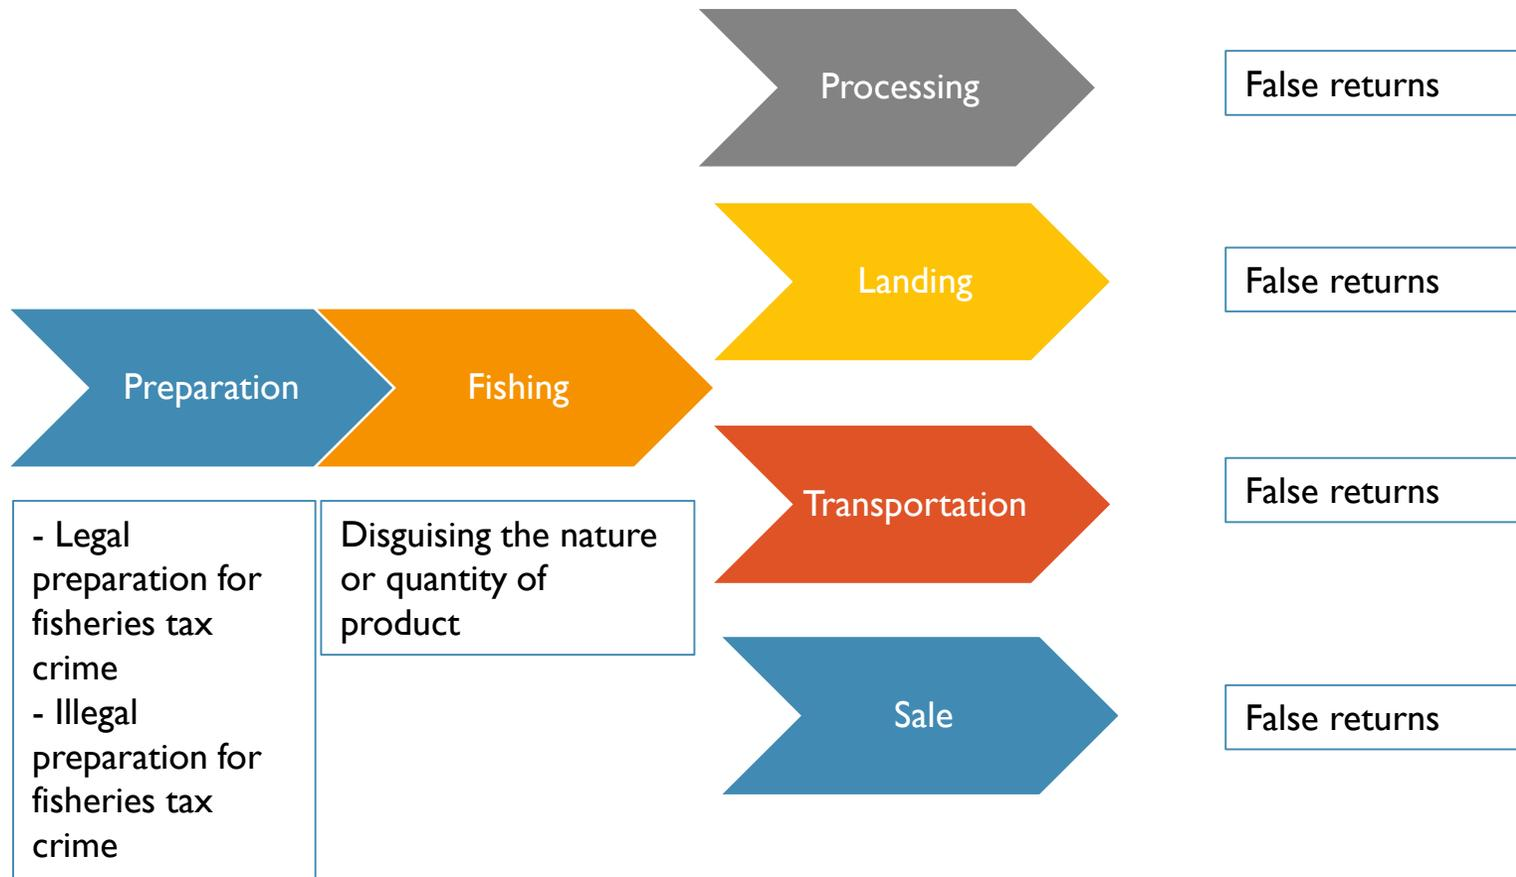 Processing
False returns
Landing
False returns
Preparation
Fishing
Transportation
False returns
- Legal
preparation for
fisheries tax
crime
- Illegal
preparation for
fisheries tax
crime
Disguising the nature
or quantity of
product
Sale
False returns